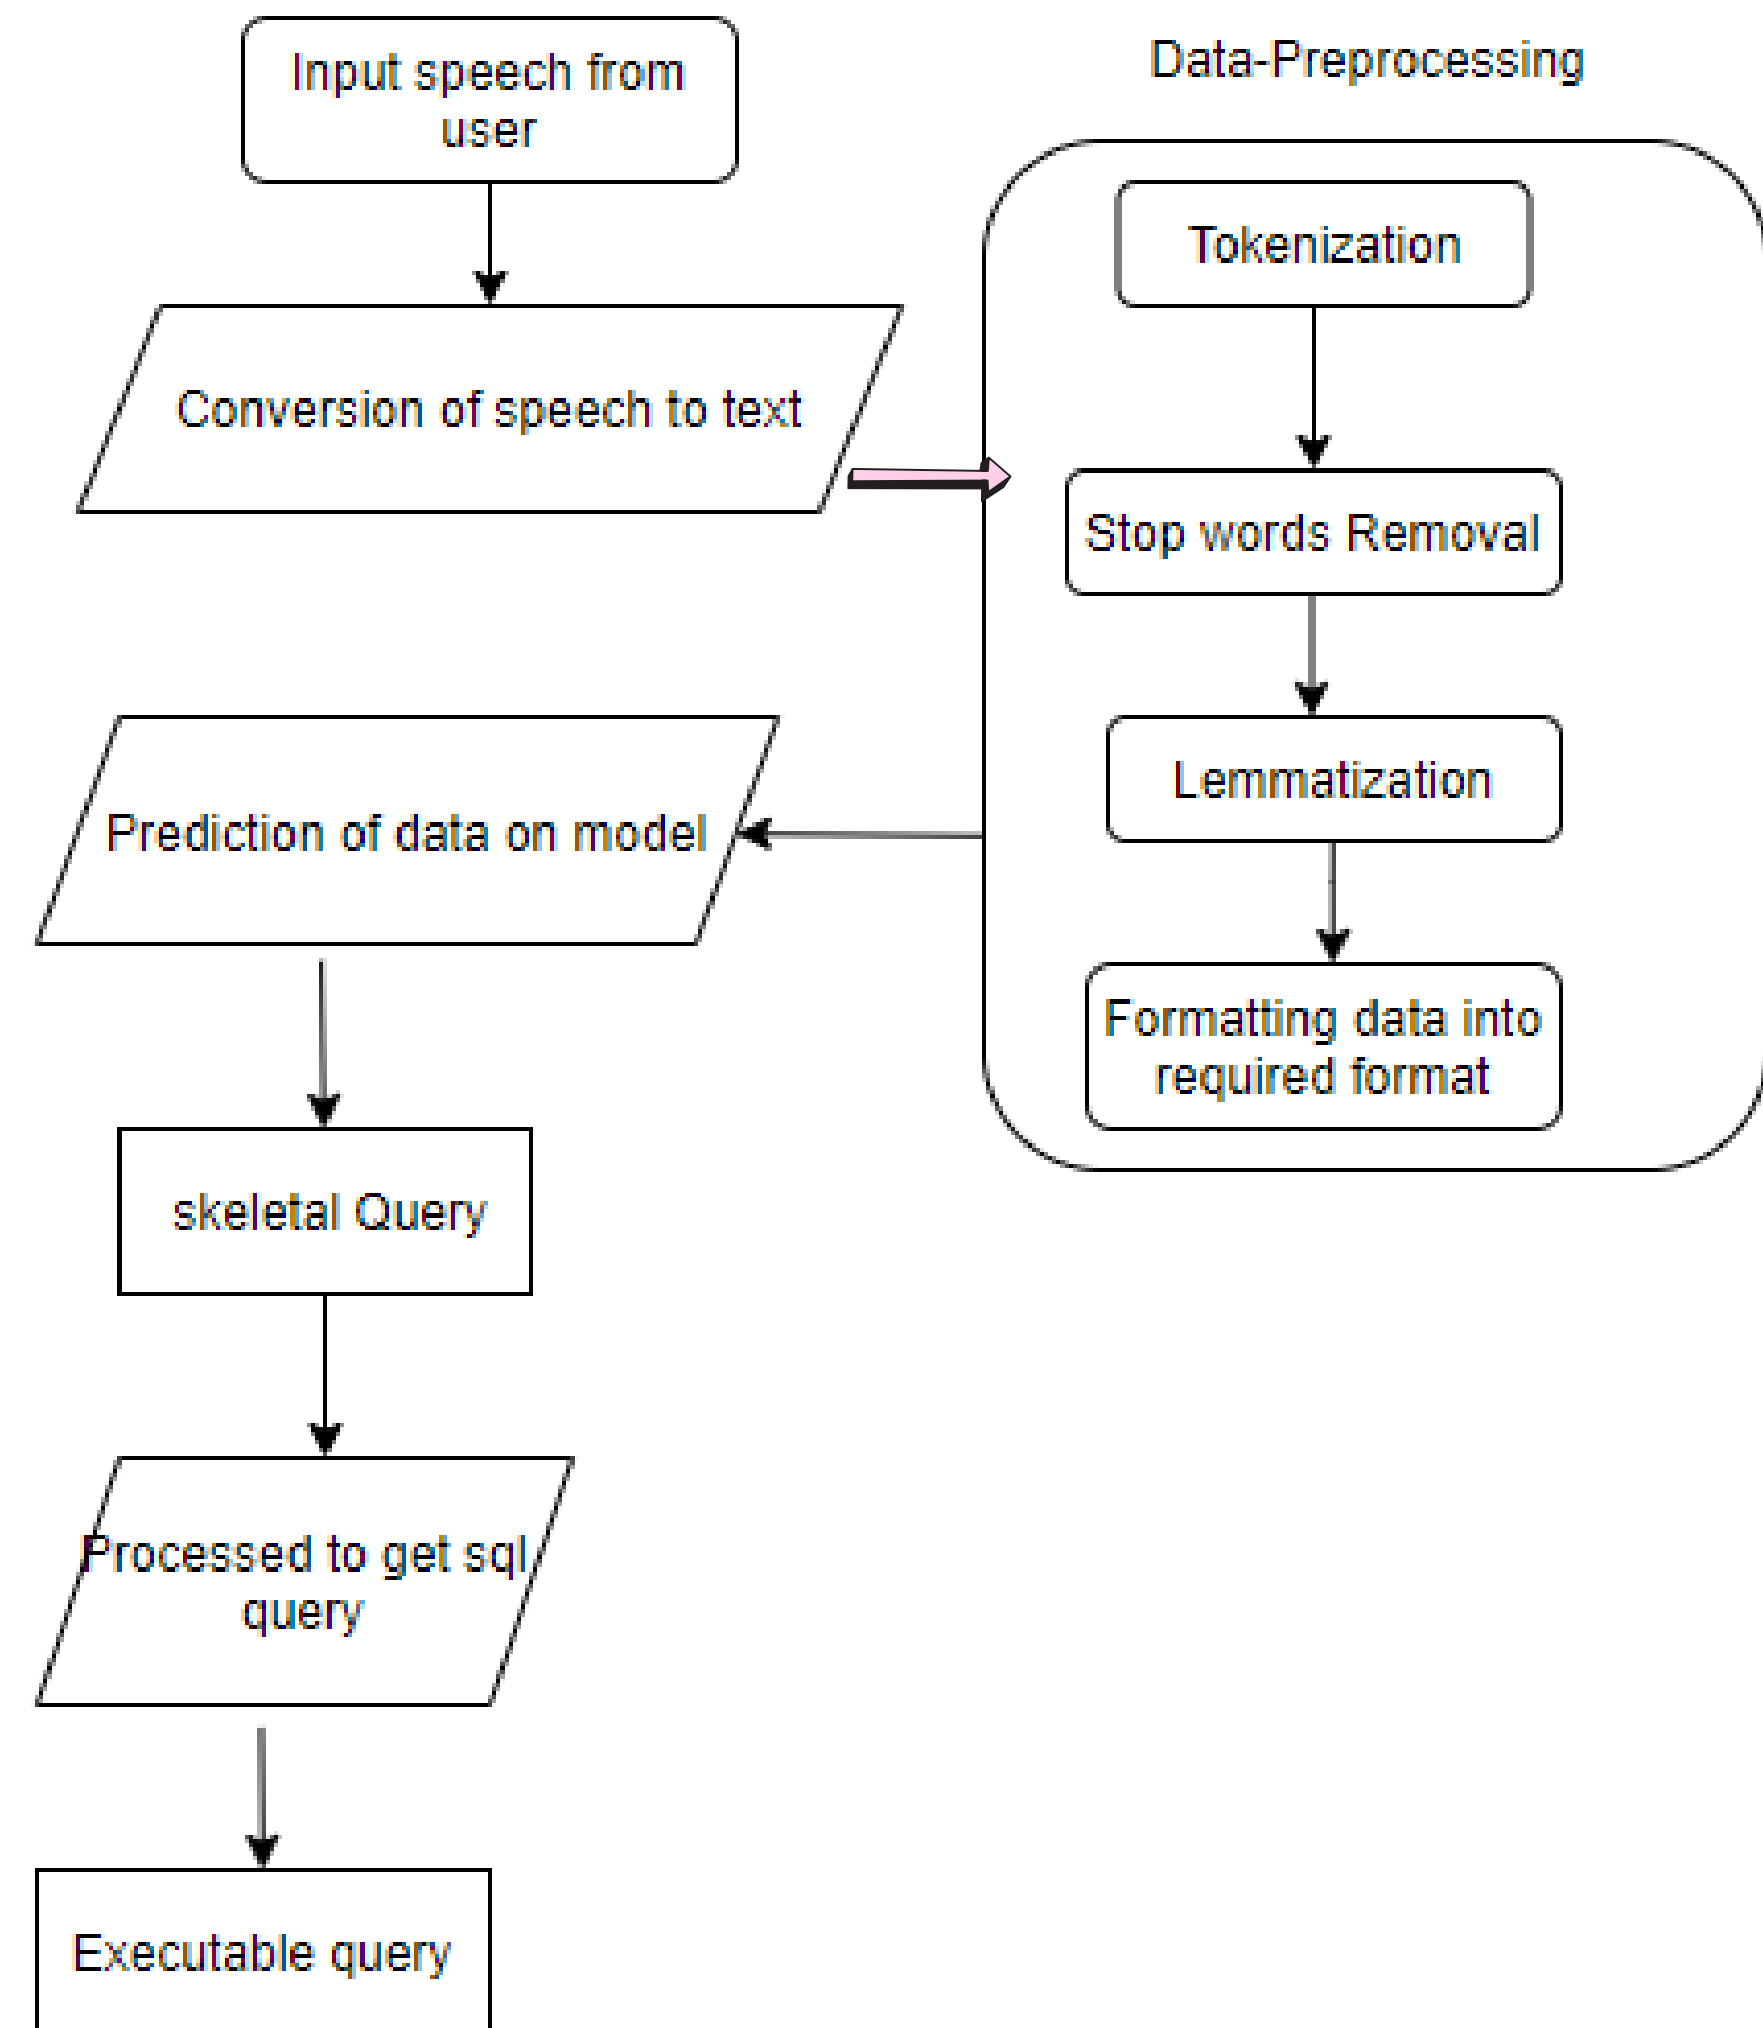 Input speech from
user
Conversion of speech to text
Data-Preprocessing
Tokenization
Stop words Removal
Lemmatization
Formatting data into
required format
Prediction of data on model
skeletal Query
Processed to get sql
query
Executable query